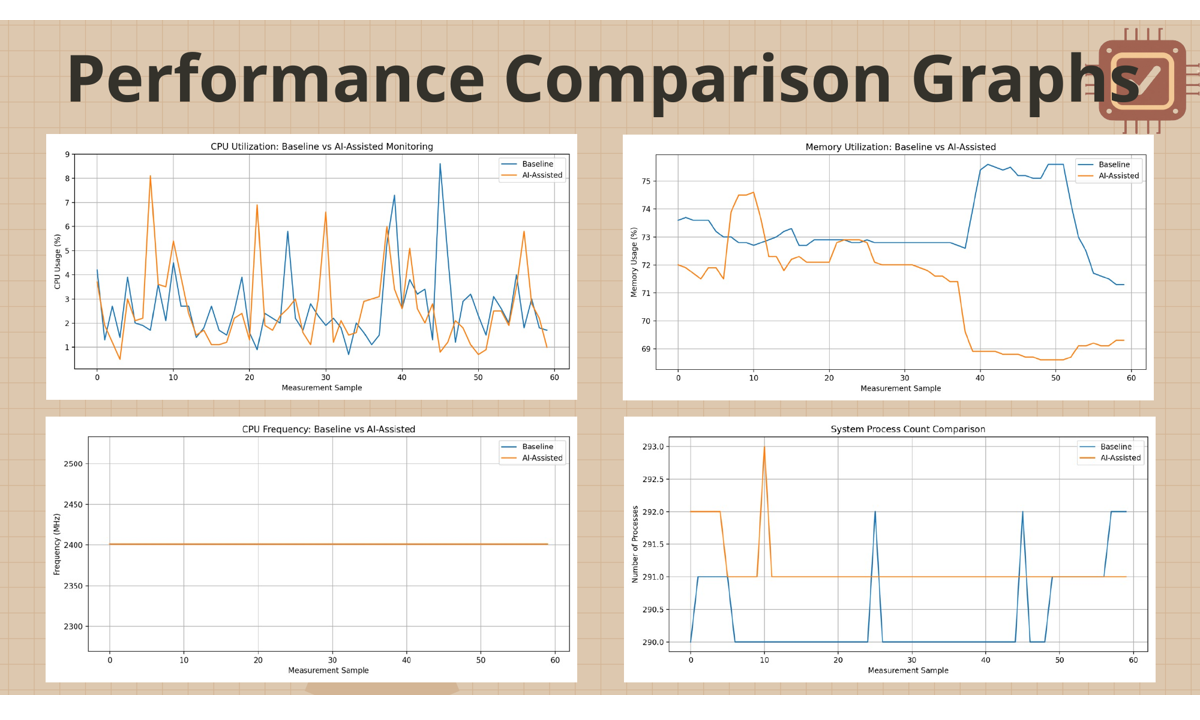 Performance Comparison Graphs
CPU Utilization: Baseline vs AI-Assisted Monitoring
Baseline
AI-Assisted
CPU Usage (%)
9
8
7
6
5
4
3
2
1
0 10 20 30 40 50 60
Measurement Sample
Memory Utilization: Baseline vs AI-Assisted
Baseline
AI-Assisted
Memory Usage (%)
75
74
73
72
71
70
69
0 10 20 30 40 50 60
Measurement Sample
CPU Frequency: Baseline vs AI-Assisted
Baseline
AI-Assisted
Frequency (MHz)
2500
2450
2400
2350
2300
0 10 20 30 40 50 60
Measurement Sample
System Process Count Comparison
Baseline
AI-Assisted
Number of Processes
293.0
292.5
292.0
291.5
291.0
290.5
290.0
0 10 20 30 40 50 60
Measurement Sample